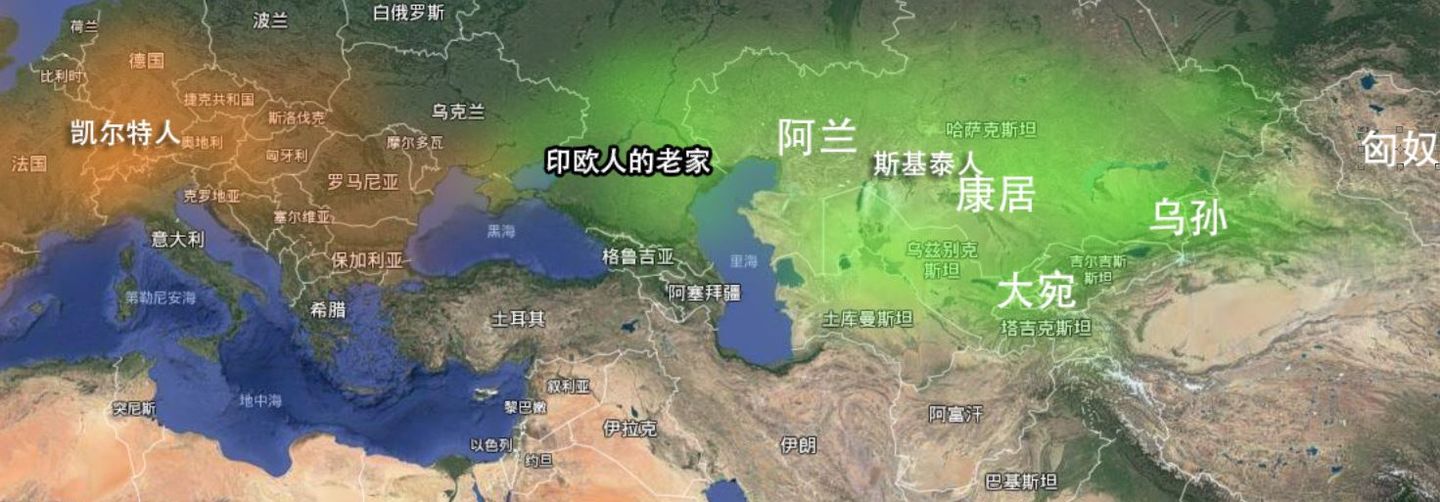 白俄罗斯
波兰
荷兰
德国
比利时
捷克共和国
乌克兰
斯洛伐克
凯尔特人
奥地利
摩尔多瓦
哈萨克斯坦
阿兰
匈奴
匈牙利
法国
印欧人的老家
斯基泰人
罗马尼亚
克罗地亚
康居
塞尔维亚
乌孙
黑海
意大利
保加利亚
格鲁吉亚
里海
乌兹别克
斯坦
吉尔吉斯
斯坦
第勒尼安海
希腊
阿塞拜疆
大宛
土耳其
土库曼斯坦
塔吉克斯坦
叙利亚
地中海
突尼斯
黎巴嫩
阿富汗
伊拉克
以色列
伊朗
约旦
巴基斯坦